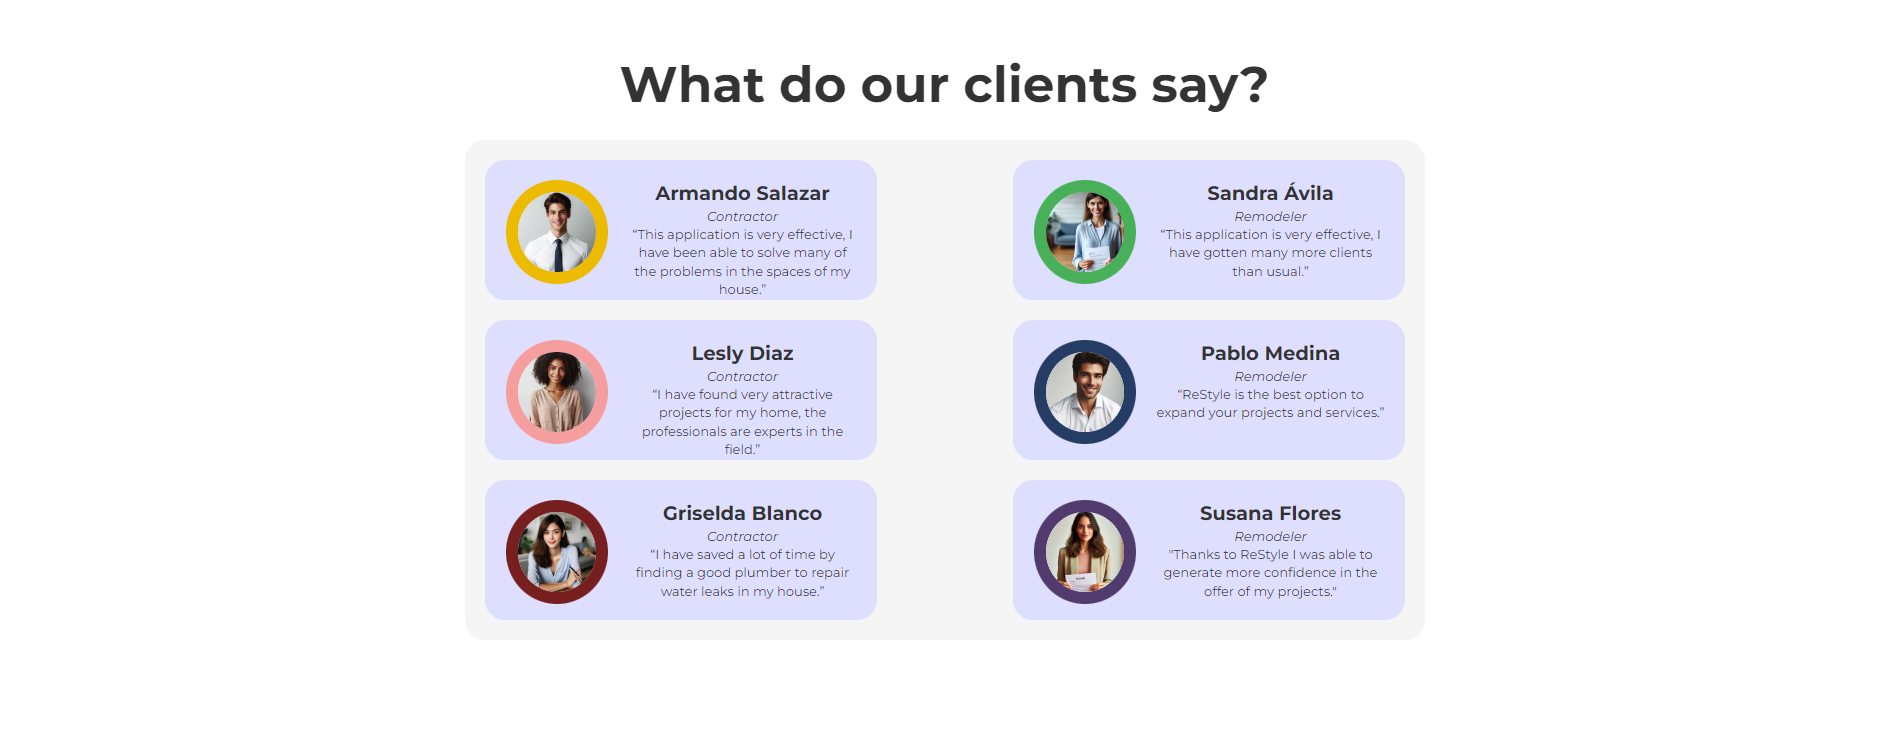 What do our clients say?
Armando Salazar
Contractor
“This application is very effective, I
have been able to solve many of
the problems in the spaces of my
house.”
Sandra Ávila
Remodeler
“This application is very effective, I
have gotten many more clients
than usual.”
Lesly Diaz
Contractor
“I have found very attractive
projects for my home, the
professionals are experts in the
field.”
Pablo Medina
Remodeler
“ReStyle is the best option to
expand your projects and services.”
Griselda Blanco
Contractor
“I have saved a lot of time by
finding a good plumber to repair
water leaks in my house.”
Susana Flores
Remodeler
"Thanks to ReStyle I was able to
generate more confidence in the
offer of my projects."